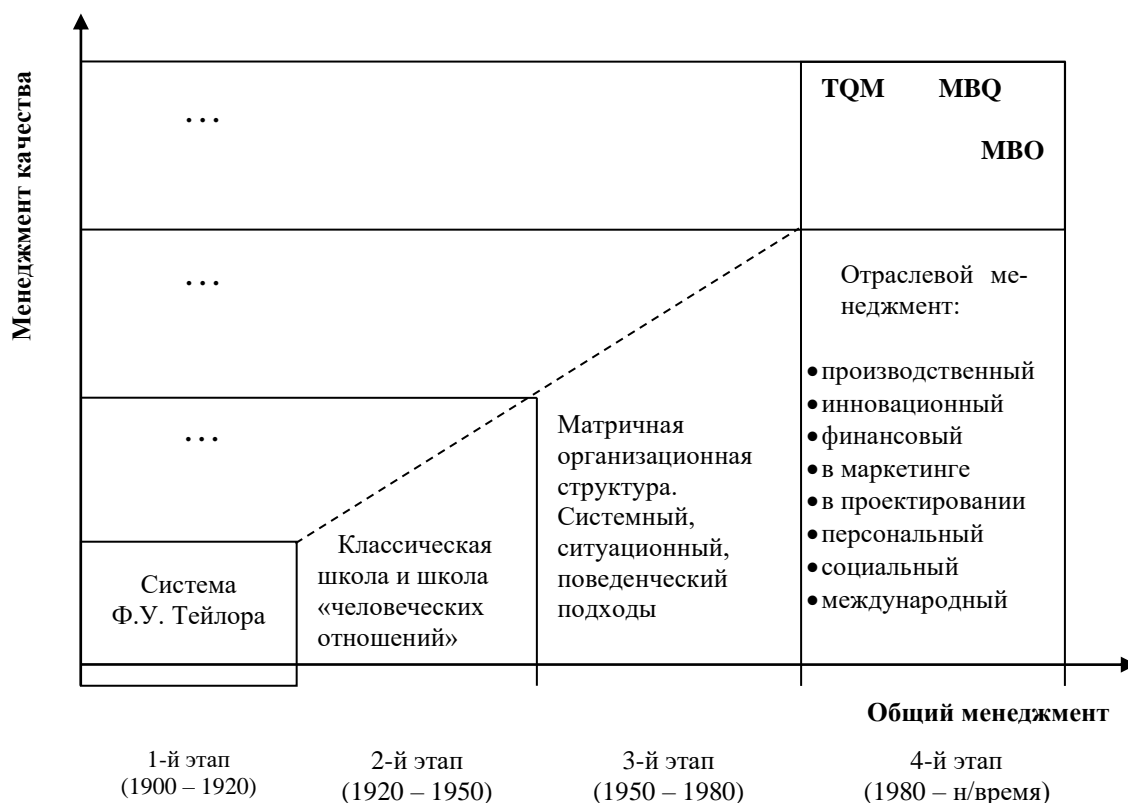 Менеджмент качества
TQM MBQ
MBO
…
…
…
Отраслевой ме-
неджмент:
•производственный
•инновационный
•финансовый
•в маркетинге
•в проектировании
•персональный
•социальный
•международный
Матричная
организационная
структура.
Системный,
ситуационный,
поведенческий
подходы
Классическая
школа и школа
«человеческих
отношений»
Система
Ф.У. Тейлора
Общий менеджмент
1-й этап
(1900 – 1920)
2-й этап
(1920 – 1950)
3-й этап
(1950 – 1980)
4-й этап
(1980 – н/время)